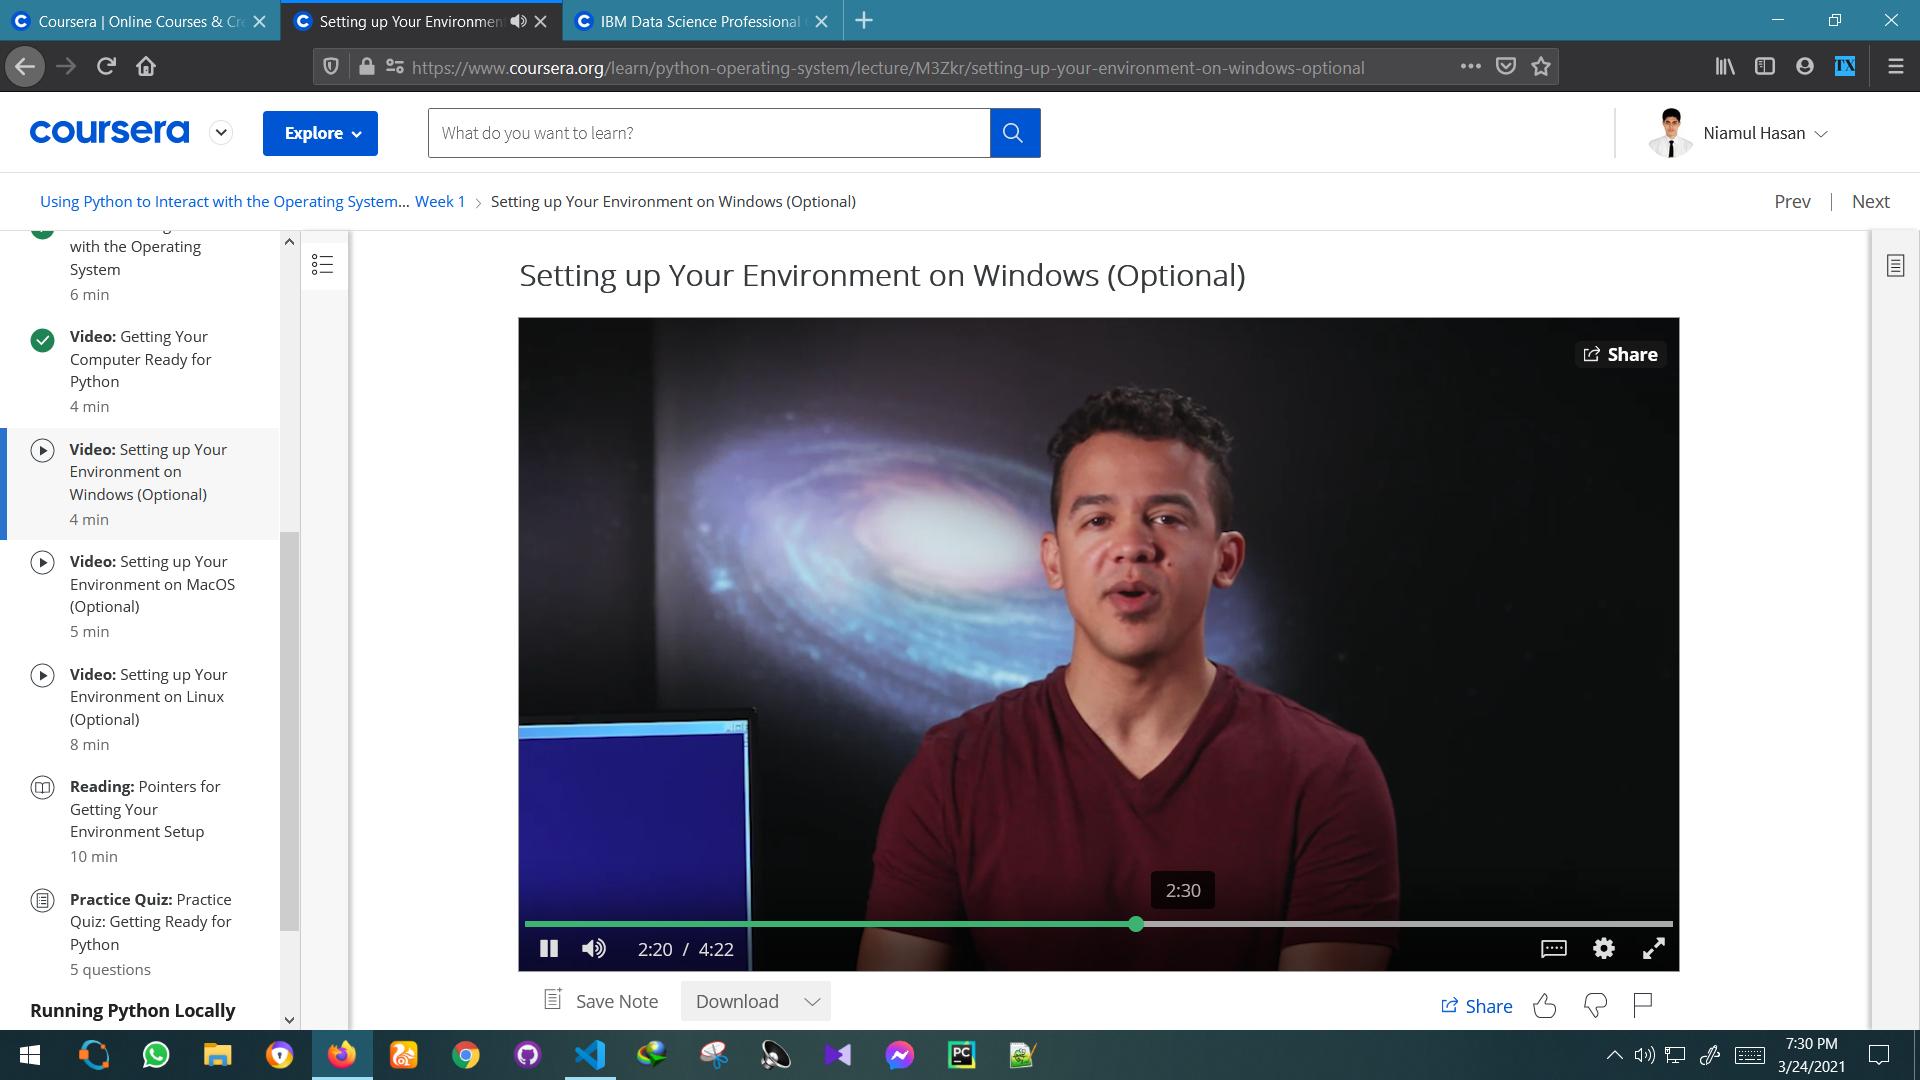 Coursera | Online Courses & Cre
Setting up Your Environmen
IBM Data Science Professional
https://www.coursera.org/learn/python-operating-system/lecture/M3Zkr/setting-up-your-environment-on-windows-optional
TX
coursera
Explore
What do you want to learn?
Niamul Hasan
Using Python to Interact with the Operating System... Week 1 > Setting up Your Environment on Windows (Optional)
Prev | Next
with the Operating
System
6 min
Video: Getting Your
Computer Ready for
Python
4 min
Video: Setting up Your
Environment on
Windows (Optional)
4 min
Video: Setting up Your
Environment on MacOS
(Optional)
5 min
Video: Setting up Your
Environment on Linux
(Optional)
8 min
Reading: Pointers for
Getting Your
Environment Setup
10 min
Practice Quiz: Practice
Quiz: Getting Ready for
Python
5 questions
Running Python Locally
Setting up Your Environment on Windows (Optional)
Share
2:30
2:20 / 4:22
Save Note
Download
Share
PC
7:30 PM
3/24/2021